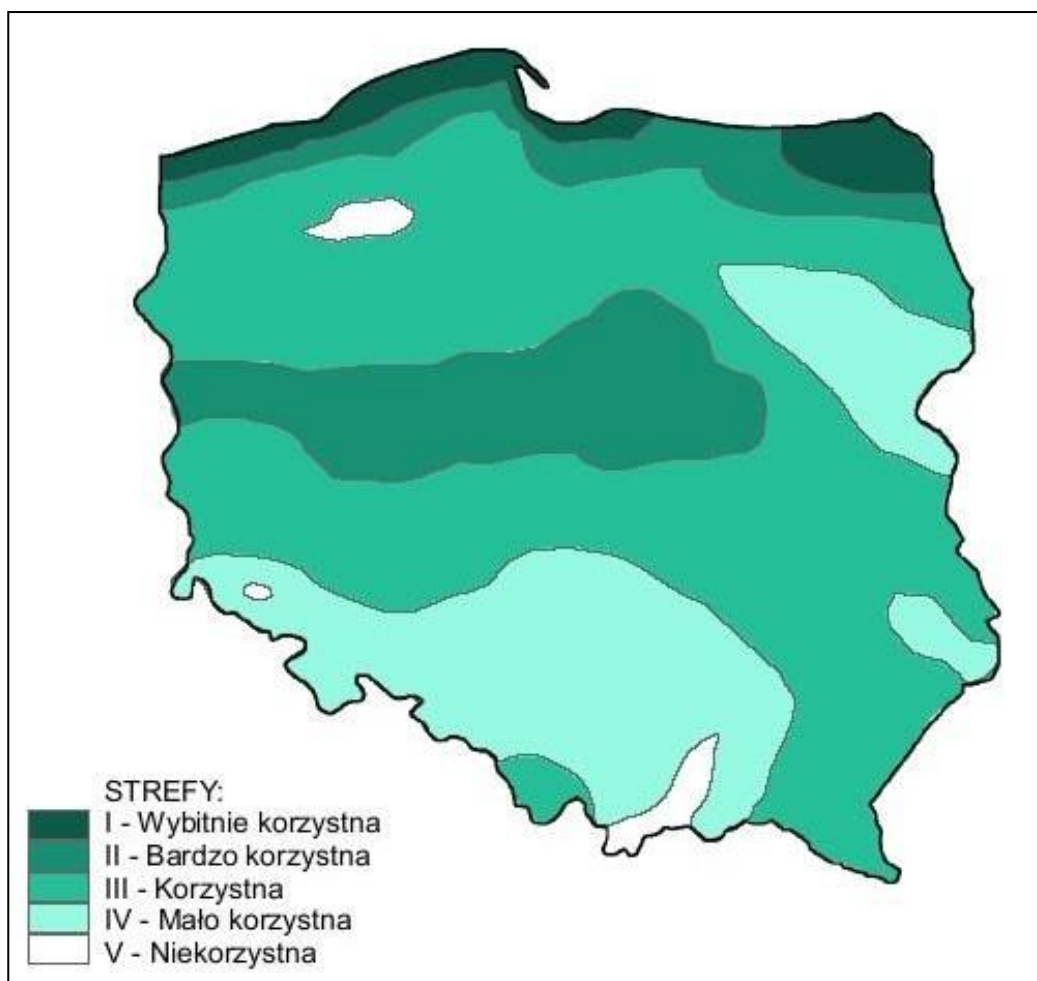 STREFY:
I - Wybitnie korzystna
II - Bardzo korzystna
III - Korzystna
IV - Mało korzystna
V - Niekorzystna